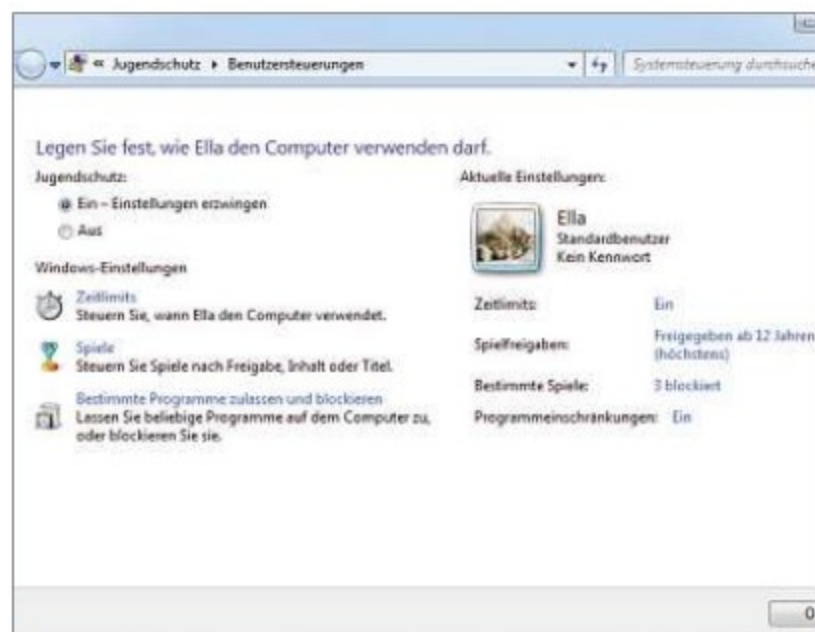 « Jugendschutz ▸ Benutzersteuerungen
Systemsteuerung durchsuche
Legen Sie fest, wie Ella den Computer verwenden darf.
Jugendschutz:
Ein – Einstellungen erzwingen
Aus
Windows-Einstellungen
Zeitlimits
Steuern Sie, wann Ella den Computer verwendet.
Spiele
Steuern Sie Spiele nach Freigabe, Inhalt oder Titel.
Bestimmte Programme zulassen und blockieren
Lassen Sie beliebige Programme auf dem Computer zu,
oder blockieren Sie sie.
Aktuelle Einstellungen:
Ella
Standardbenutzer
Kein Kennwort
Zeitlimits: Ein
Spielfreigaben: Freigegeben ab 12 Jahren
(höchstens)
Bestimmte Spiele: 3 blockiert
Programmeinschränkungen: Ein